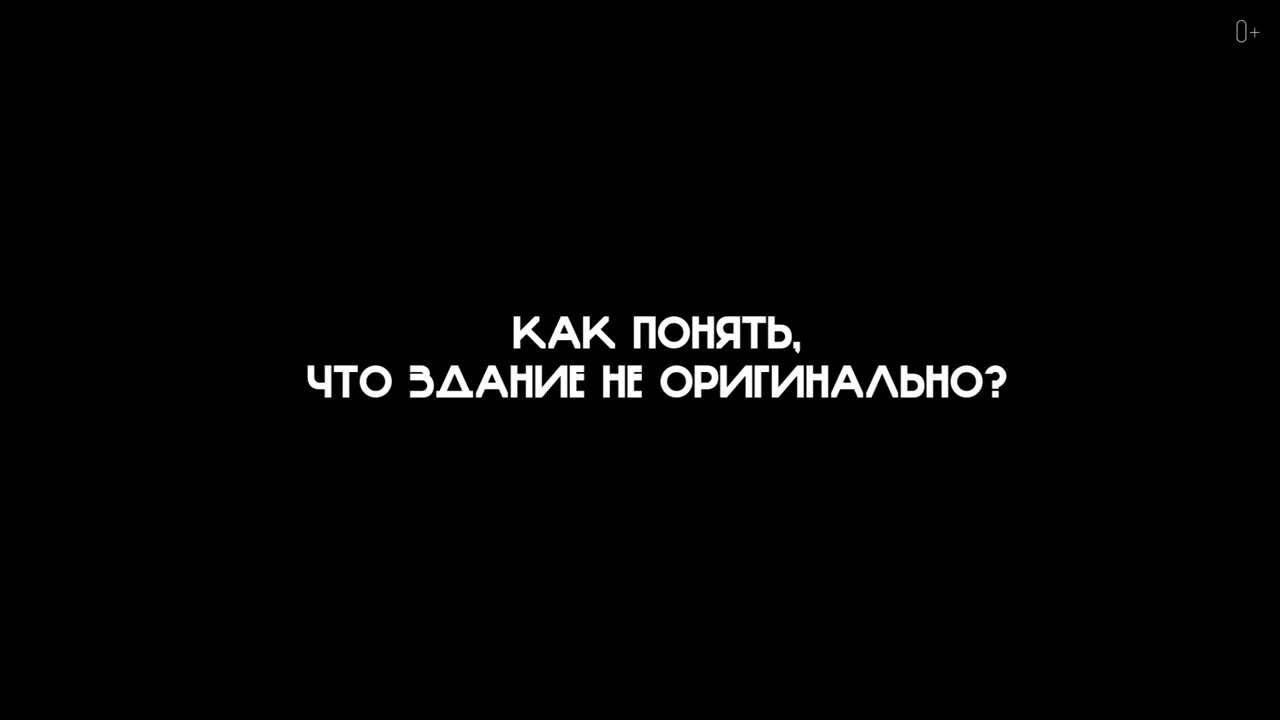 0+
КАК ПОНЯТЬ,
ЧТО ЗДАНИЕ НЕ ОРИГИНАЛЬНО?